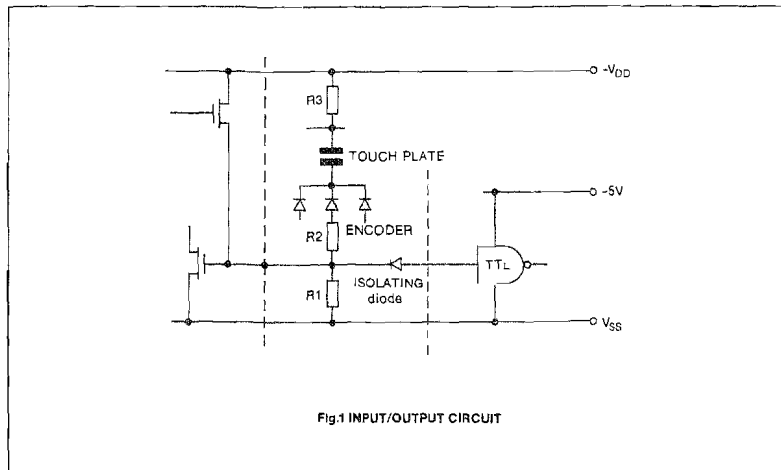 -V_DD
R3
TOUCH PLATE
-5V
ENCODER
R2
TTL
ISOLATING
diode
R1
V_SS
Fig.1 INPUT/OUTPUT CIRCUIT